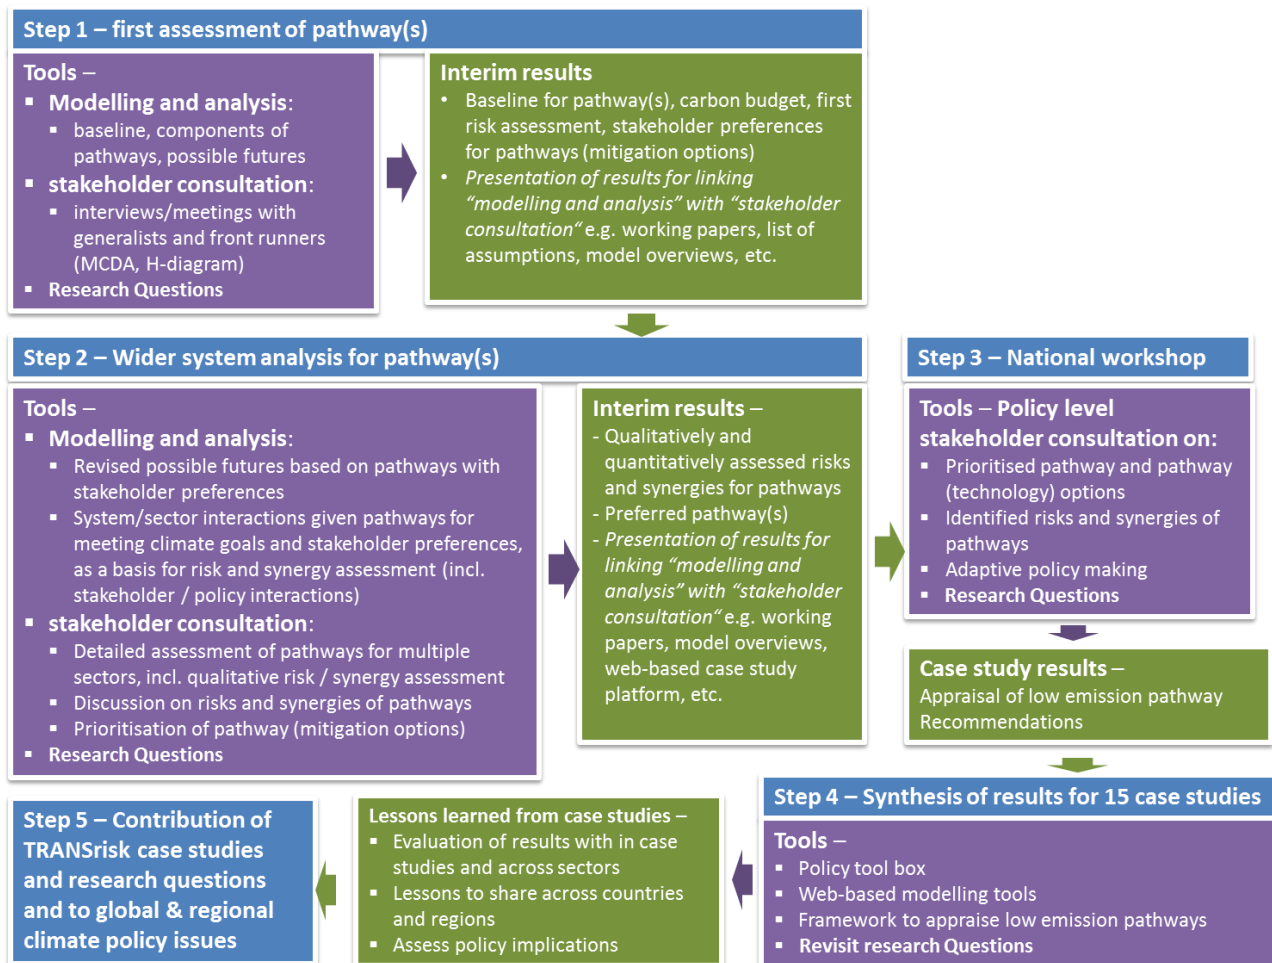 Step 1 – first assessment of pathway(s)
Tools –
▪ Modelling and analysis:
▪ baseline, components of
pathways, possible futures
▪ stakeholder consultation:
▪ interviews/meetings with
generalists and front runners
(MCDA, H-diagram)
▪ Research Questions
Interim results
• Baseline for pathway(s), carbon budget, first
risk assessment, stakeholder preferences
for pathways (mitigation options)
• Presentation of results for linking
“modelling and analysis” with “stakeholder
consultation“ e.g. working papers, list of
assumptions, model overviews, etc.
Step 2 – Wider system analysis for pathway(s)
Tools –
▪ Modelling and analysis:
▪ Revised possible futures based on pathways with
stakeholder preferences
▪ System/sector interactions given pathways for
meeting climate goals and stakeholder preferences,
as a basis for risk and synergy assessment (incl.
stakeholder / policy interactions)
▪ stakeholder consultation:
▪ Detailed assessment of pathways for multiple
sectors, incl. qualitative risk / synergy assessment
▪ Discussion on risks and synergies of pathways
▪ Prioritisation of pathway (mitigation options)
▪ Research Questions
Interim results –
- Qualitatively and
quantitatively assessed risks
and synergies for pathways
- Preferred pathway(s)
- Presentation of results for
linking “modelling and
analysis” with “stakeholder
consultation“ e.g. working
papers, model overviews,
web-based case study
platform, etc.
Step 3 – National workshop
Tools – Policy level
stakeholder consultation on:
▪ Prioritised pathway and pathway
(technology) options
▪ Identified risks and synergies of
pathways
▪ Adaptive policy making
▪ Research Questions
Case study results –
Appraisal of low emission pathway
Recommendations
Step 4 – Synthesis of results for 15 case studies
Tools –
▪ Policy tool box
▪ Web-based modelling tools
▪ Framework to appraise low emission pathways
▪ Revisit research Questions
Lessons learned from case studies –
▪ Evaluation of results with in case
studies and across sectors
▪ Lessons to share across countries
and regions
▪ Assess policy implications
Step 5 – Contribution of
TRANSrisk case studies
and research questions
and to global & regional
climate policy issues